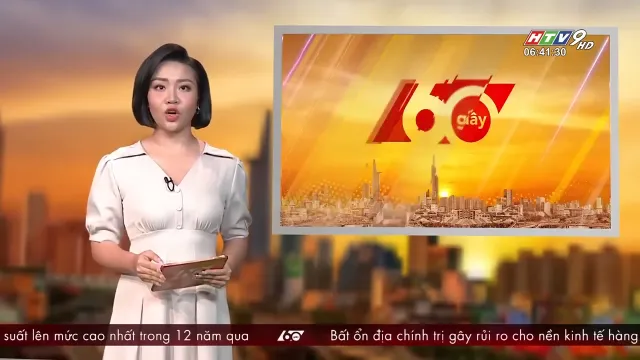 HTV9 HD
06:41:30
60 giây
suất lên mức cao nhất trong 12 năm qua 60 Bất ổn địa chính trị gây rủi ro cho nền kinh tế hàng